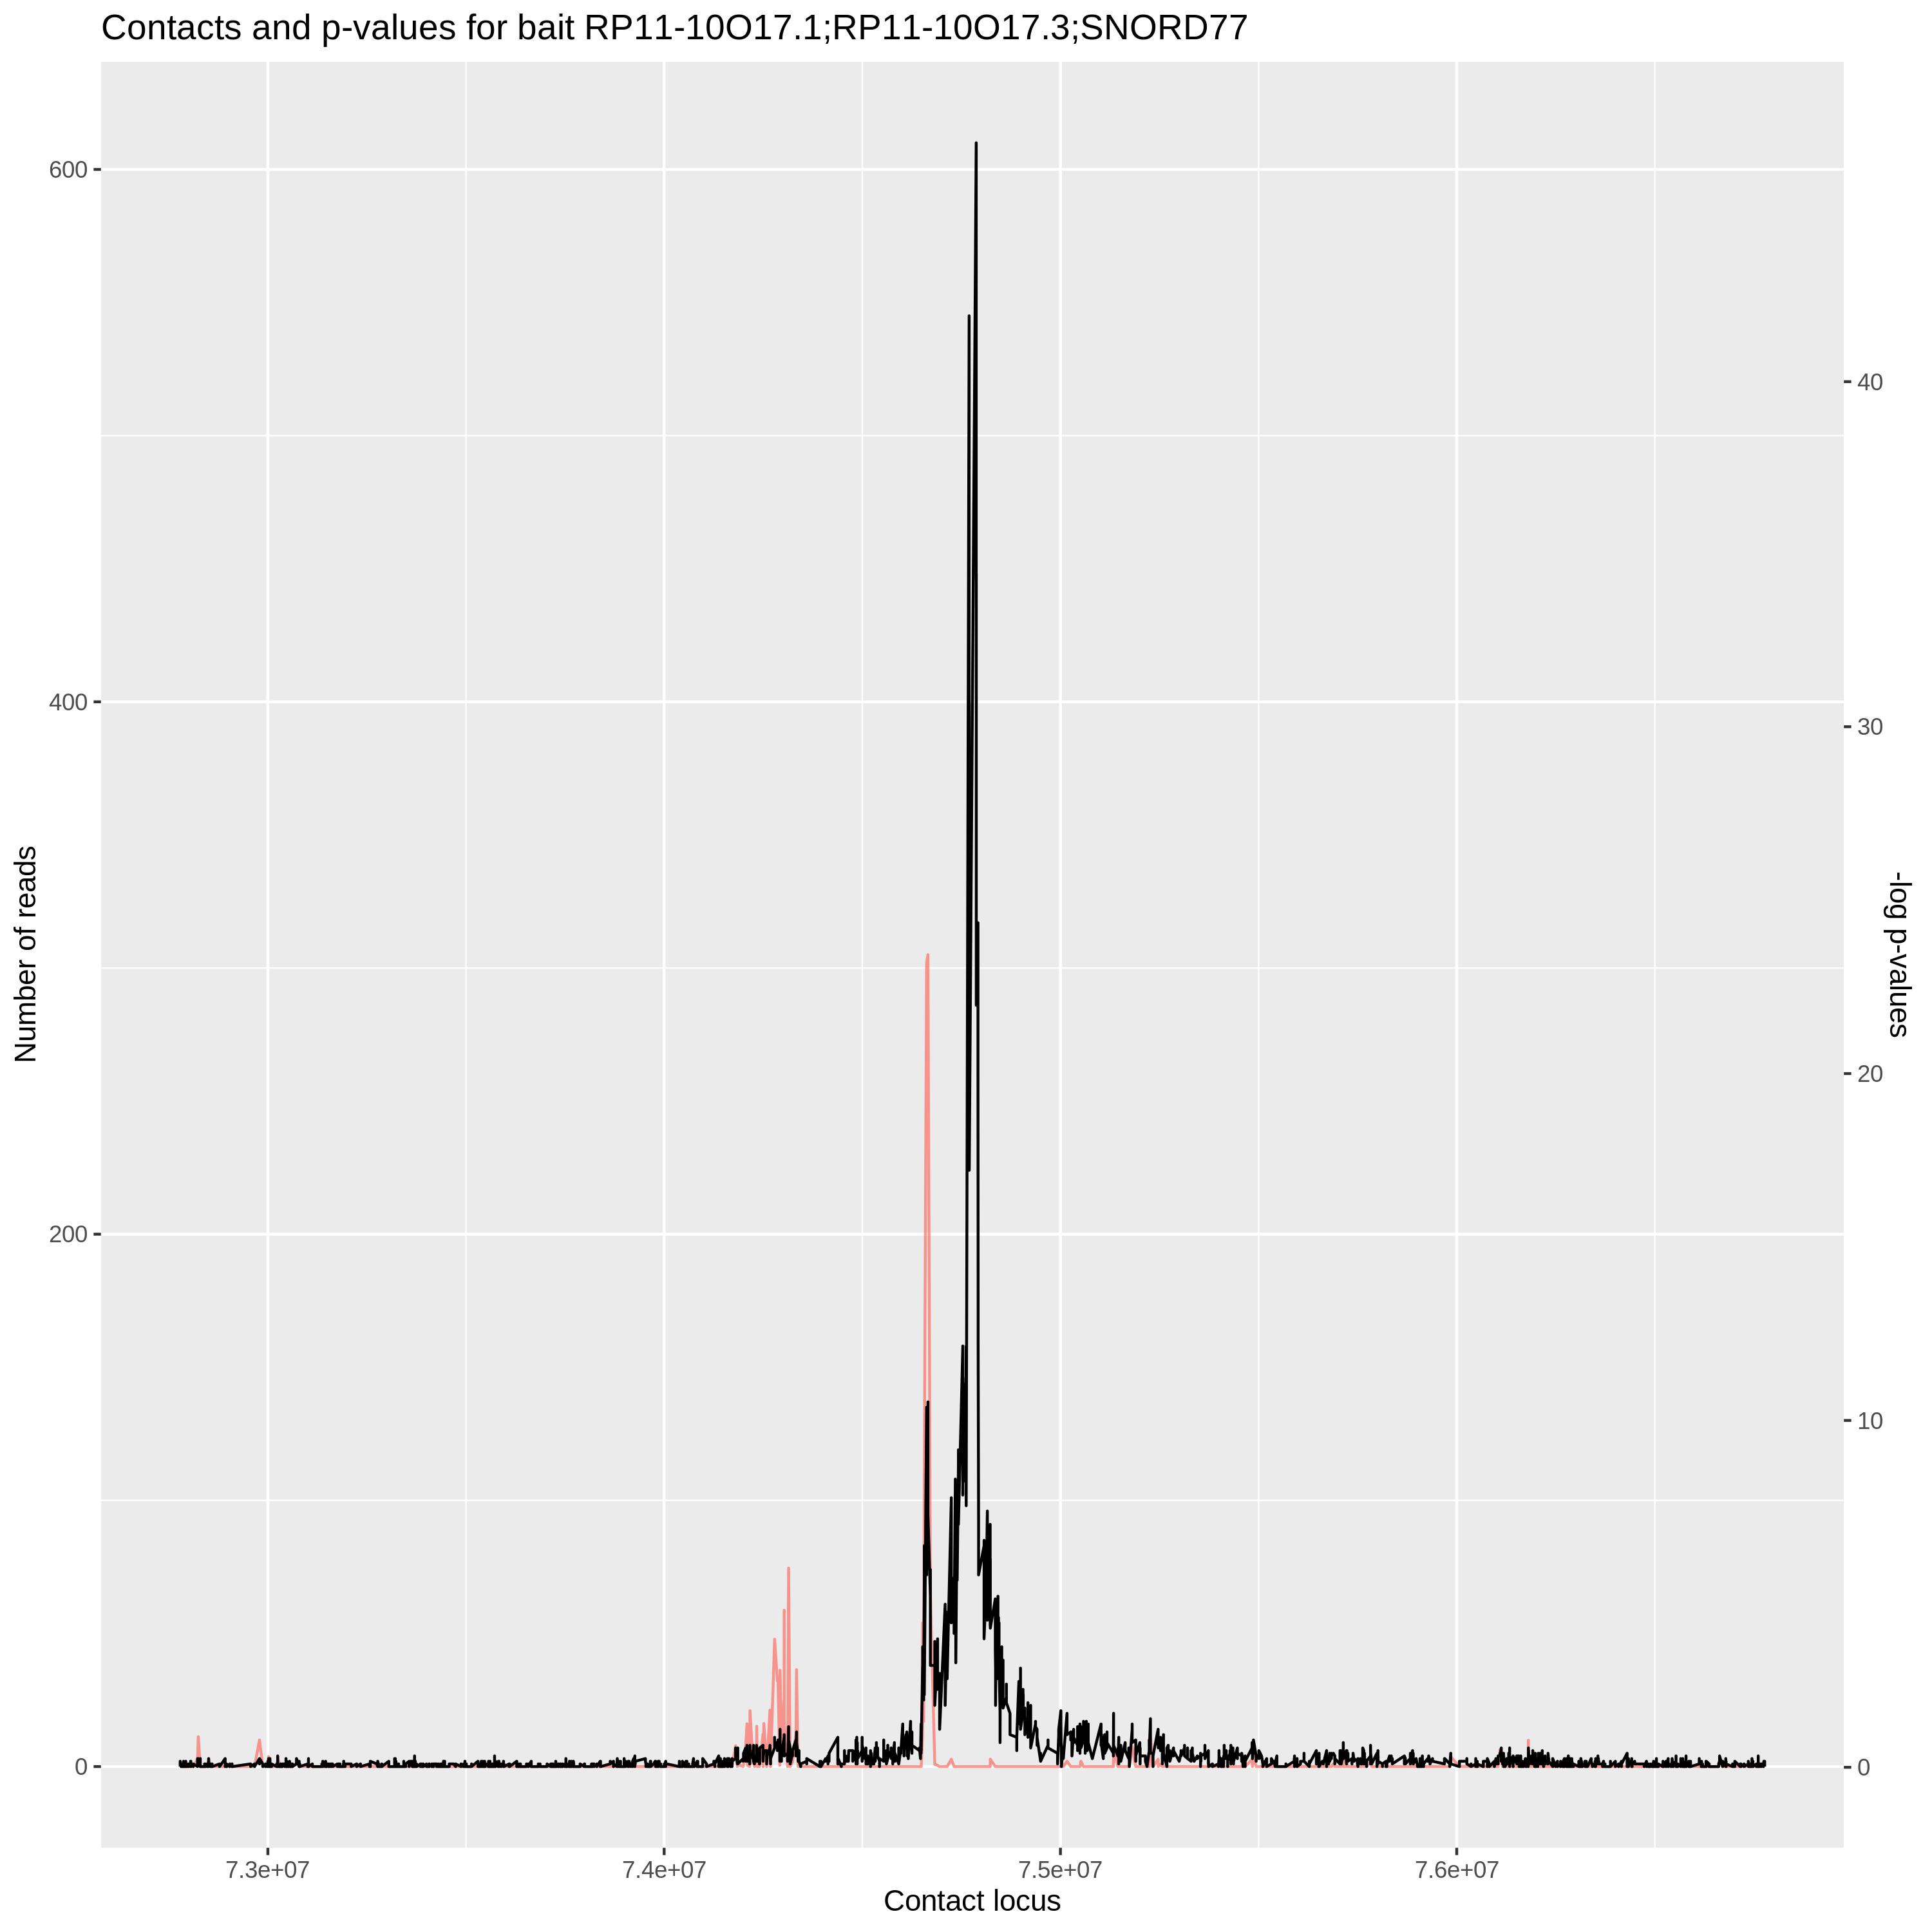 Contacts and p-values for bait RP11-10O17.1;RP11-10O17.3;SNORD77
600
400
200
0
Number of reads
40
30
20
10
0
-log p-values
7.3e+07
7.4e+07
7.5e+07
7.6e+07
Contact locus